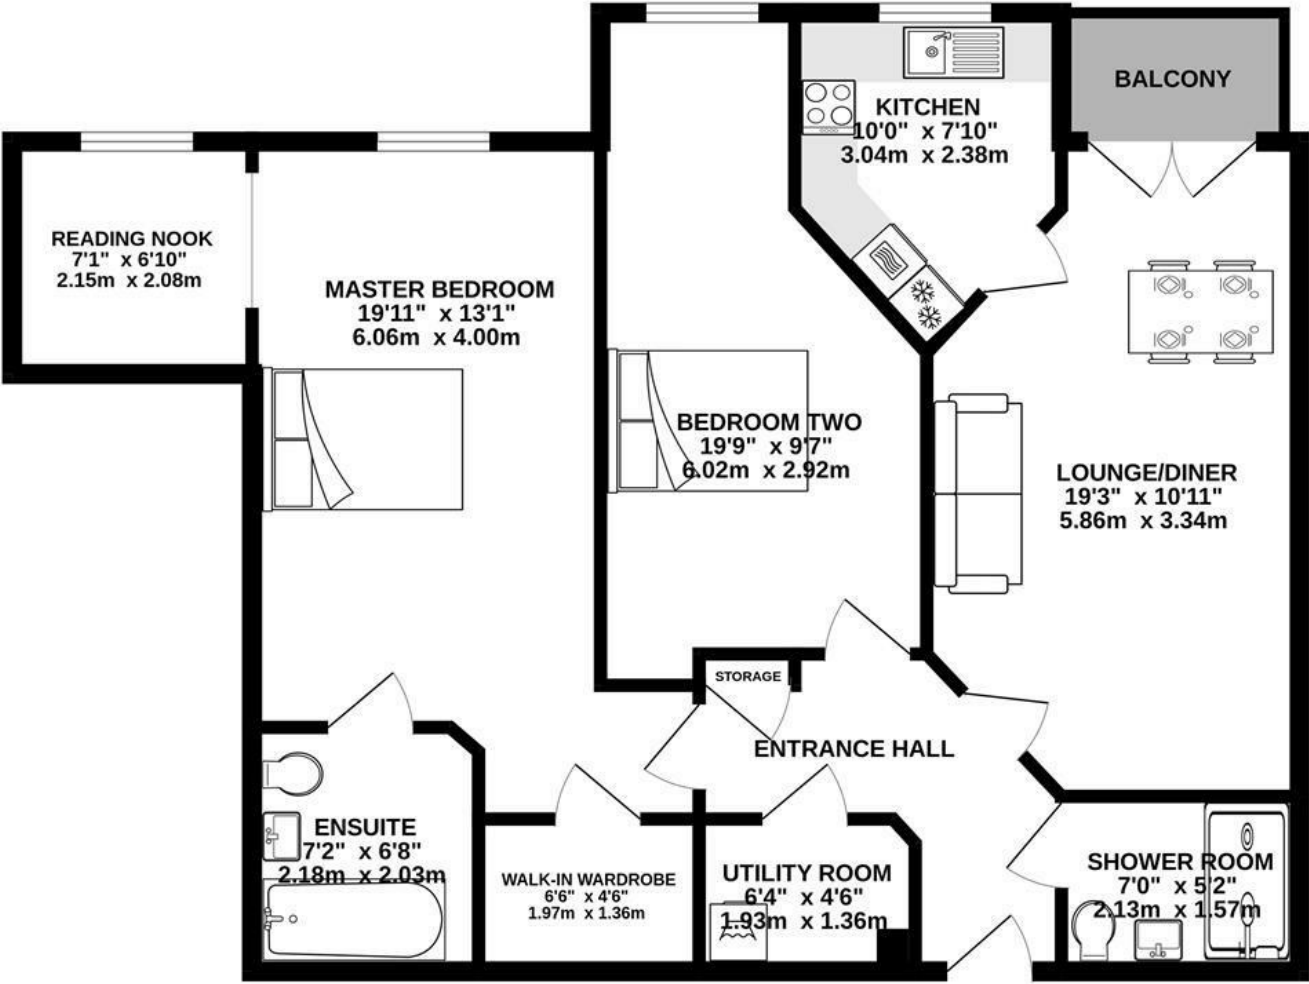 BALCONY
KITCHEN
10'0" x 7'10"
3.04m x 2.38m
READING NOOK
7'1" x 6'10"
2.15m x 2.08m
MASTER BEDROOM
19'11" x 13'1"
6.06m x 4.00m
BEDROOM TWO
19'9" x 9'7"
6.02m x 2.92m
LOUNGE/DINER
19'3" x 10'11"
5.86m x 3.34m
STORAGE
ENTRANCE HALL
ENSUITE
7'2" x 6'8"
2.18m x 2.03m
WALK-IN WARDROBE
6'6" x 4'6"
1.97m x 1.36m
UTILITY ROOM
6'4" x 4'6"
1.93m x 1.36m
SHOWER ROOM
7'0" x 5'2"
2.13m x 1.57m